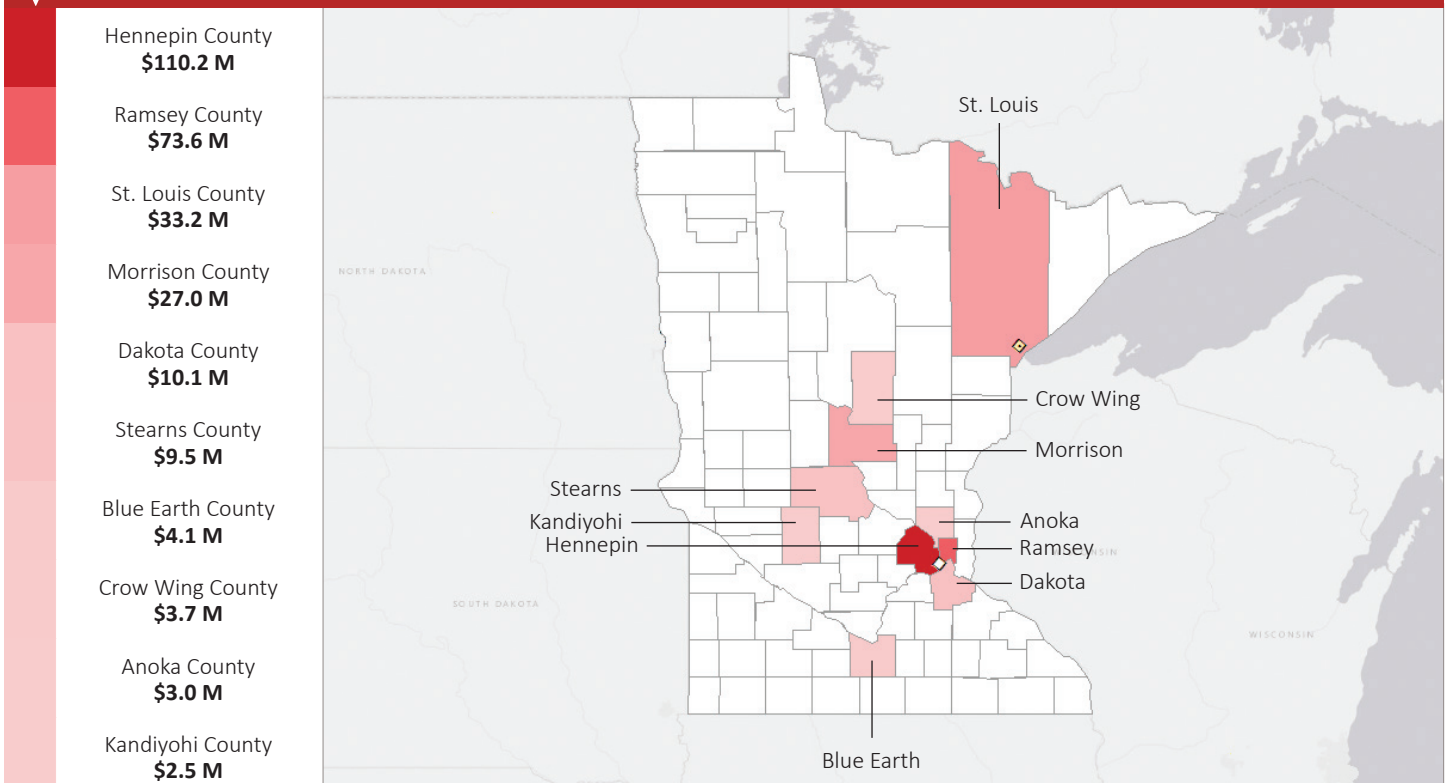 Hennepin County
$110.2 M
Ramsey County
$73.6 M
St. Louis County
$33.2 M
Morrison County
$27.0 M
Dakota County
$10.1 M
Stearns County
$9.5 M
Blue Earth County
$4.1 M
Crow Wing County
$3.7 M
Anoka County
$3.0 M
Kandiyohi County
$2.5 M
St. Louis
NORTH DAKOTA
Crow Wing
Morrison
Stearns
Kandiyohi
Hennepin
Anoka
Ramsey
Dakota
SOUTH DAKOTA
WISCONSIN
Blue Earth